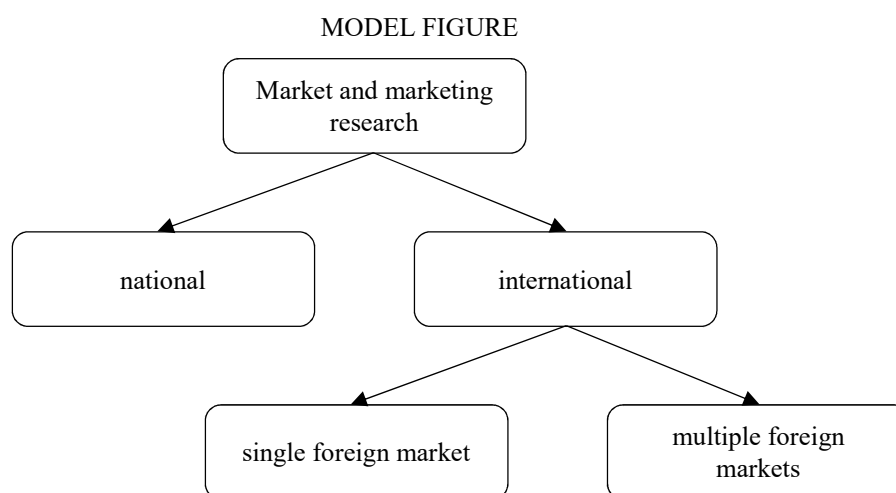 MODEL FIGURE
Market and marketing
research
national
international
single foreign market
multiple foreign
markets